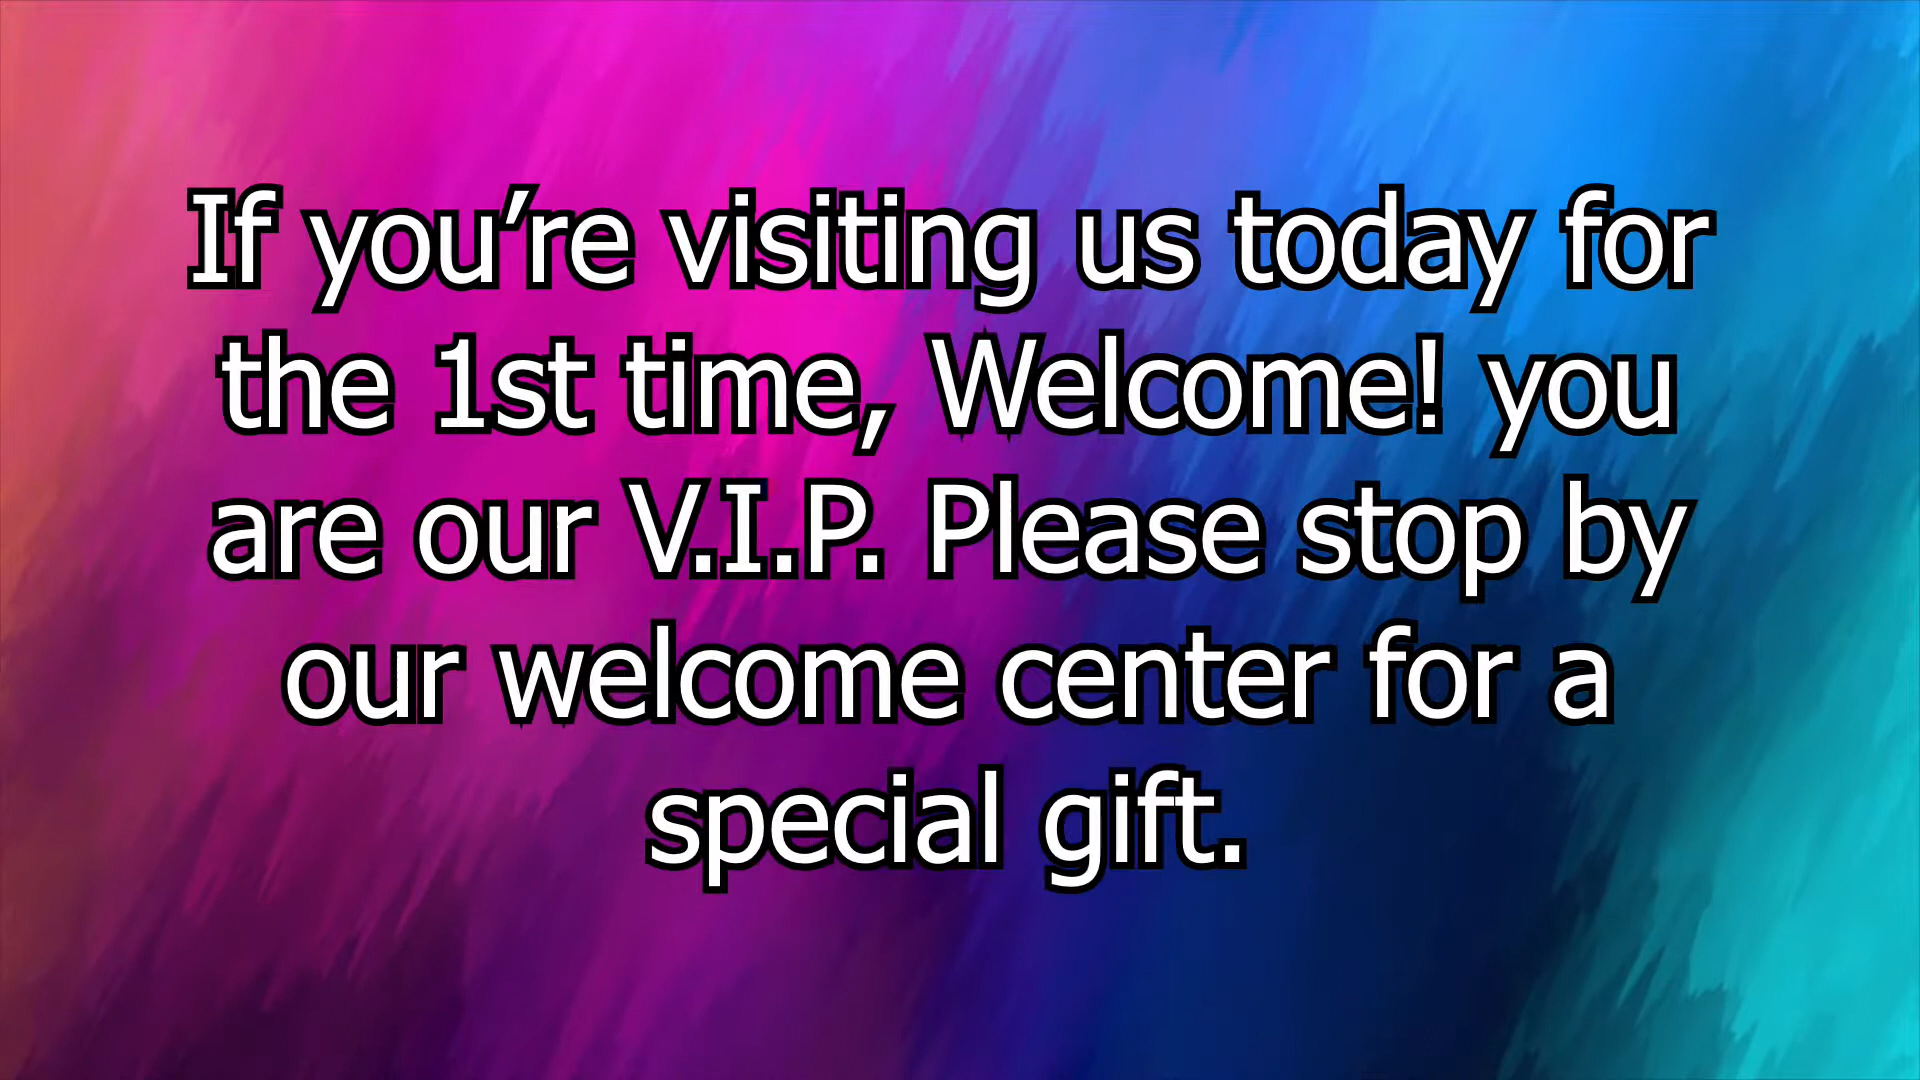 If you’re visiting us today for
the 1st time, Welcome! you
are our V.I.P. Please stop by
our welcome center for a
special gift.